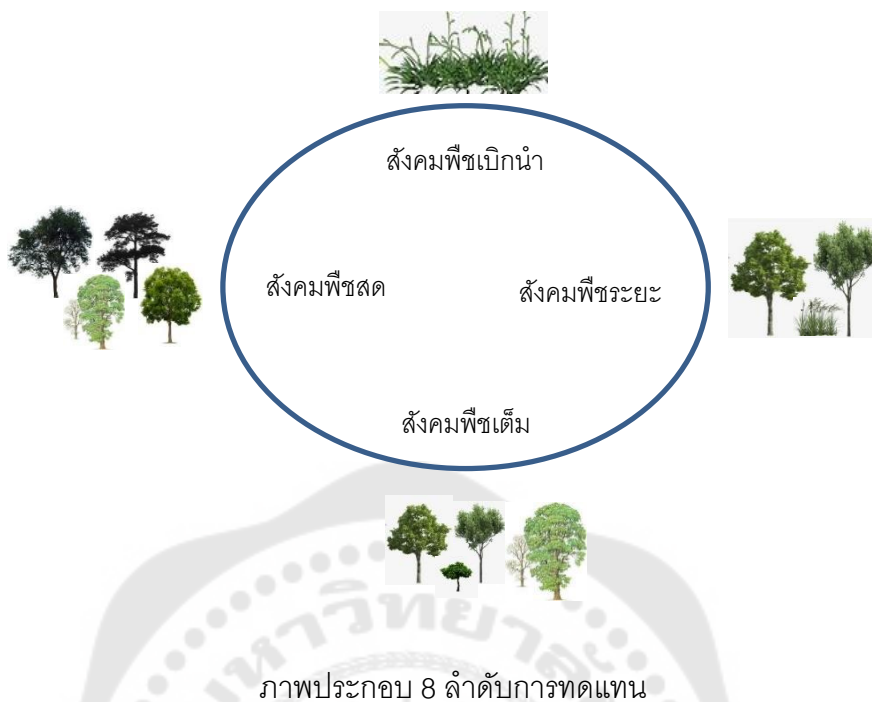 สังคมพืชเบิกนำ
สังคมพืชสด
สังคมพืชระยะ
สังคมพืชเต็ม
ภาพประกอบ 8 ลำดับการทดแทน